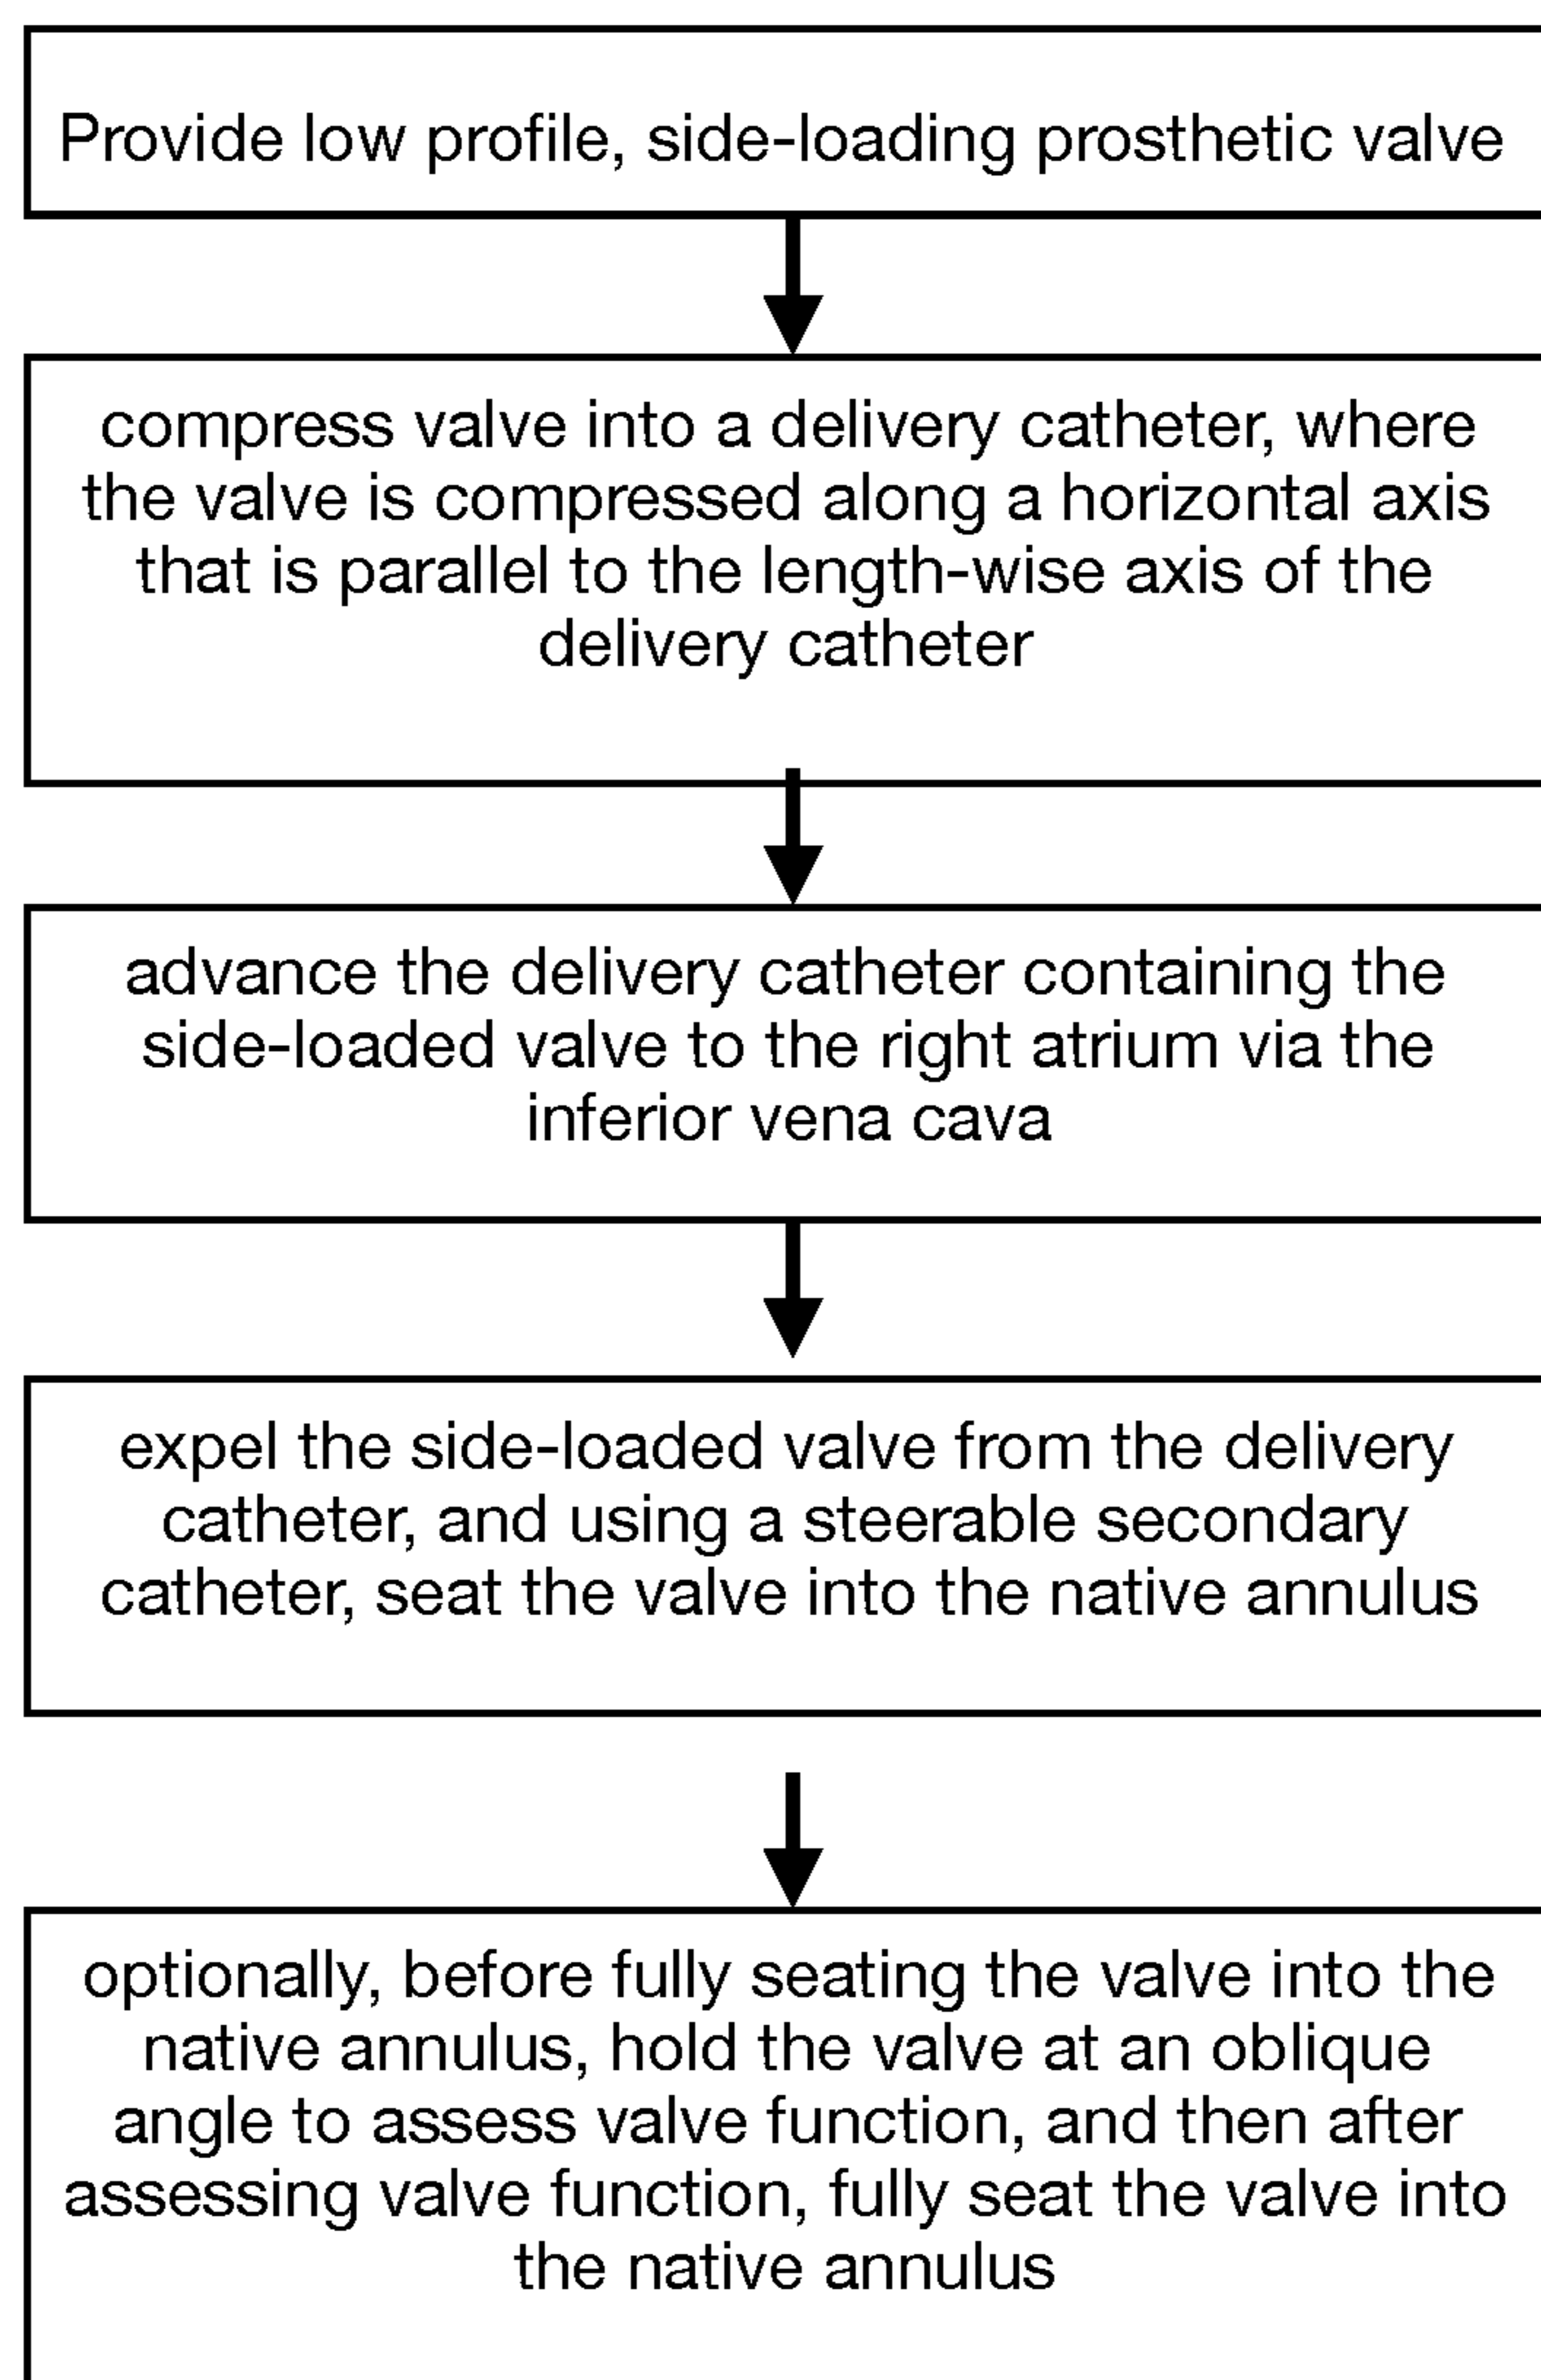 Provide low profile, side-loading prosthetic valve
compress valve into a delivery catheter, where
the valve is compressed along a horizontal axis
that is parallel to the length-wise axis of the
delivery catheter
advance the delivery catheter containing the
side-loaded valve to the right atrium via the
inferior vena cava
expel the side-loaded valve from the delivery
catheter, and using a steerable secondary
catheter, seat the valve into the native annulus
optionally, before fully seating the valve into the
native annulus, hold the valve at an oblique
angle to assess valve function, and then after
assessing valve function, fully seat the valve into
the native annulus